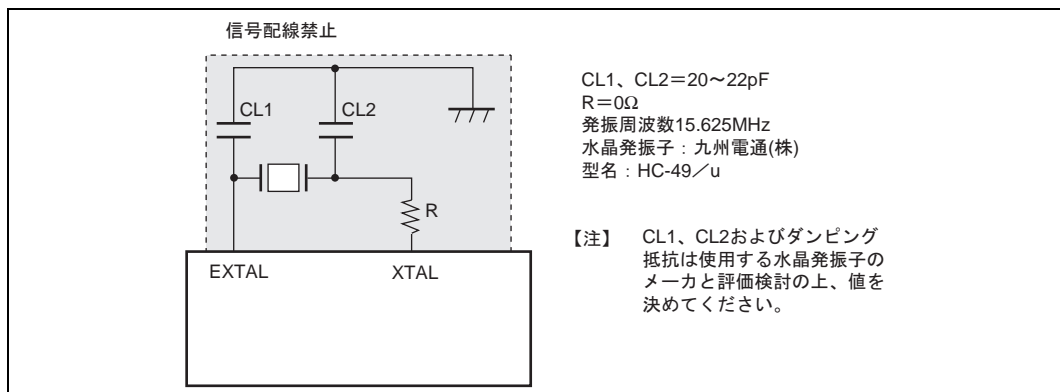 信号配線禁止
CL1
CL2
R
EXTAL
XTAL
CL1、CL2=20~22pF
R=0Ω
発振周波数15.625MHz
水晶発振子:九州電通(株)
型名:HC-49/u
【注】 CL1、CL2およびダンピング
抵抗は使用する水晶発振子の
メーカと評価検討の上、値を
決めてください。